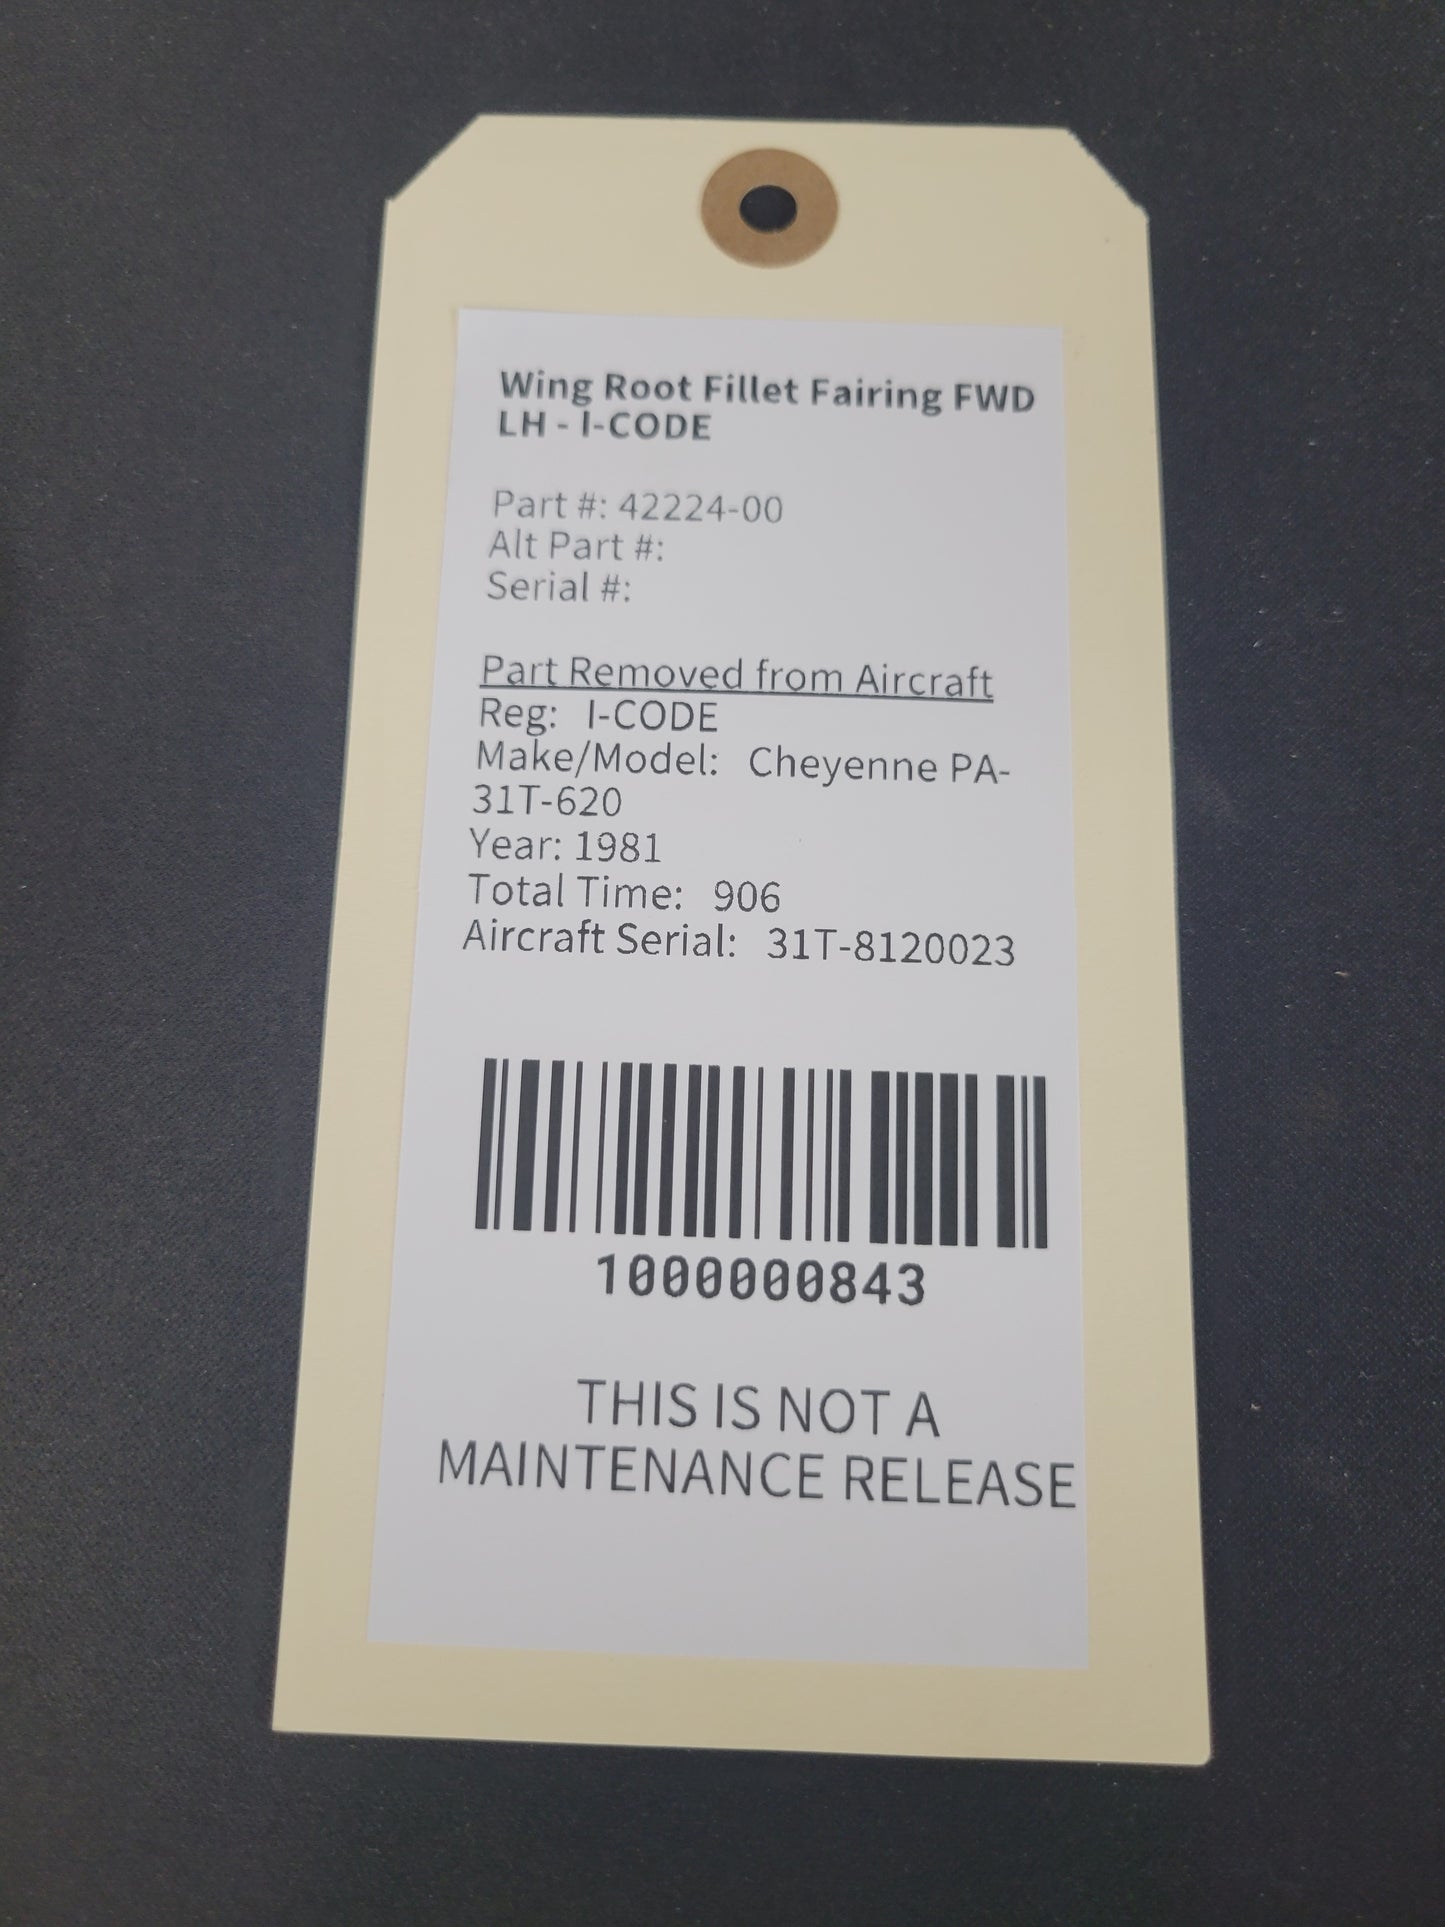 Wing Root Fillet Fairing FWD
LH - I-CODE
Part #: 42224-00
Alt Part #:
Serial #:
Part Removed from Aircraft
Reg: I-CODE
Make/Model: Cheyenne PA-
31T-620
Year: 1981
Total Time: 906
Aircraft Serial: 31T-8120023
1000000843
THIS IS NOT A
MAINTENANCE RELEASE